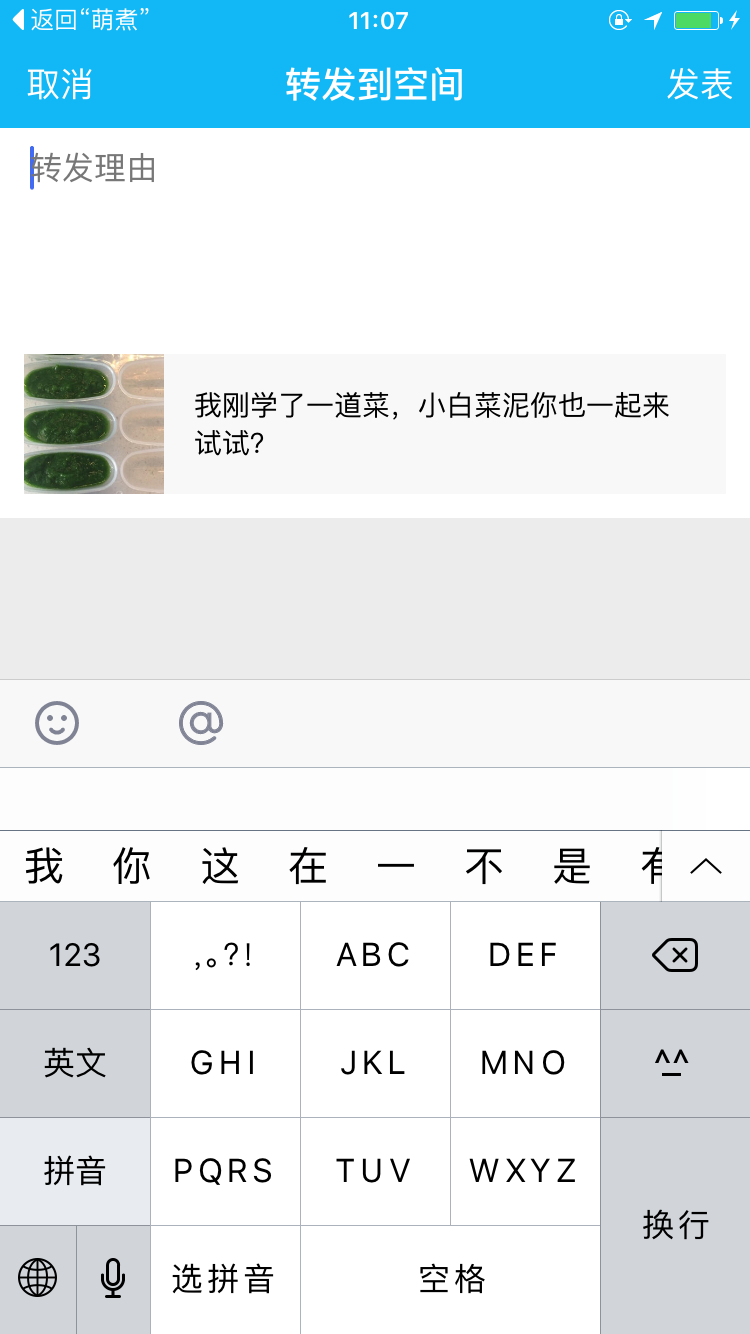 返回“萌煮”
11:07
取消
转发到空间
发表
转发理由
我刚学了一道菜，小白菜泥你也一起来
试试?
@
我 你 这 在 一 不 是 有
123
,。?!
ABC
DEF
英文
GHI
JKL
MNO
^^
拼音
PQRS
TUV
WXYZ
换行
选拼音
空格